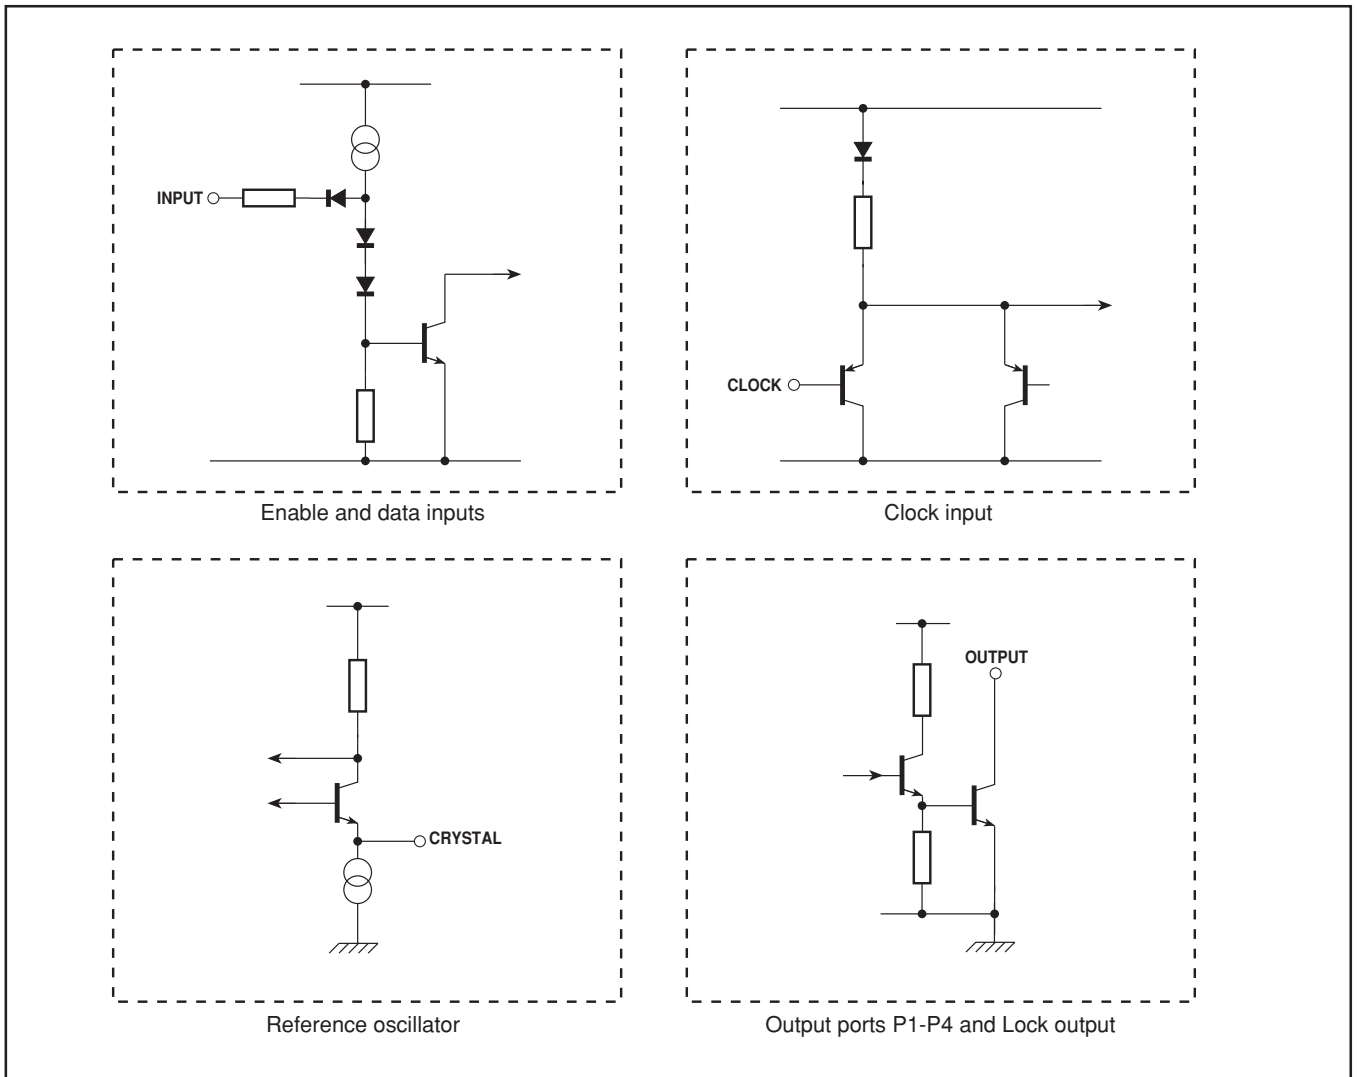 INPUT
Enable and data inputs
CLOCK
Clock input
CRYSTAL
Reference oscillator
OUTPUT
Output ports P1-P4 and Lock output